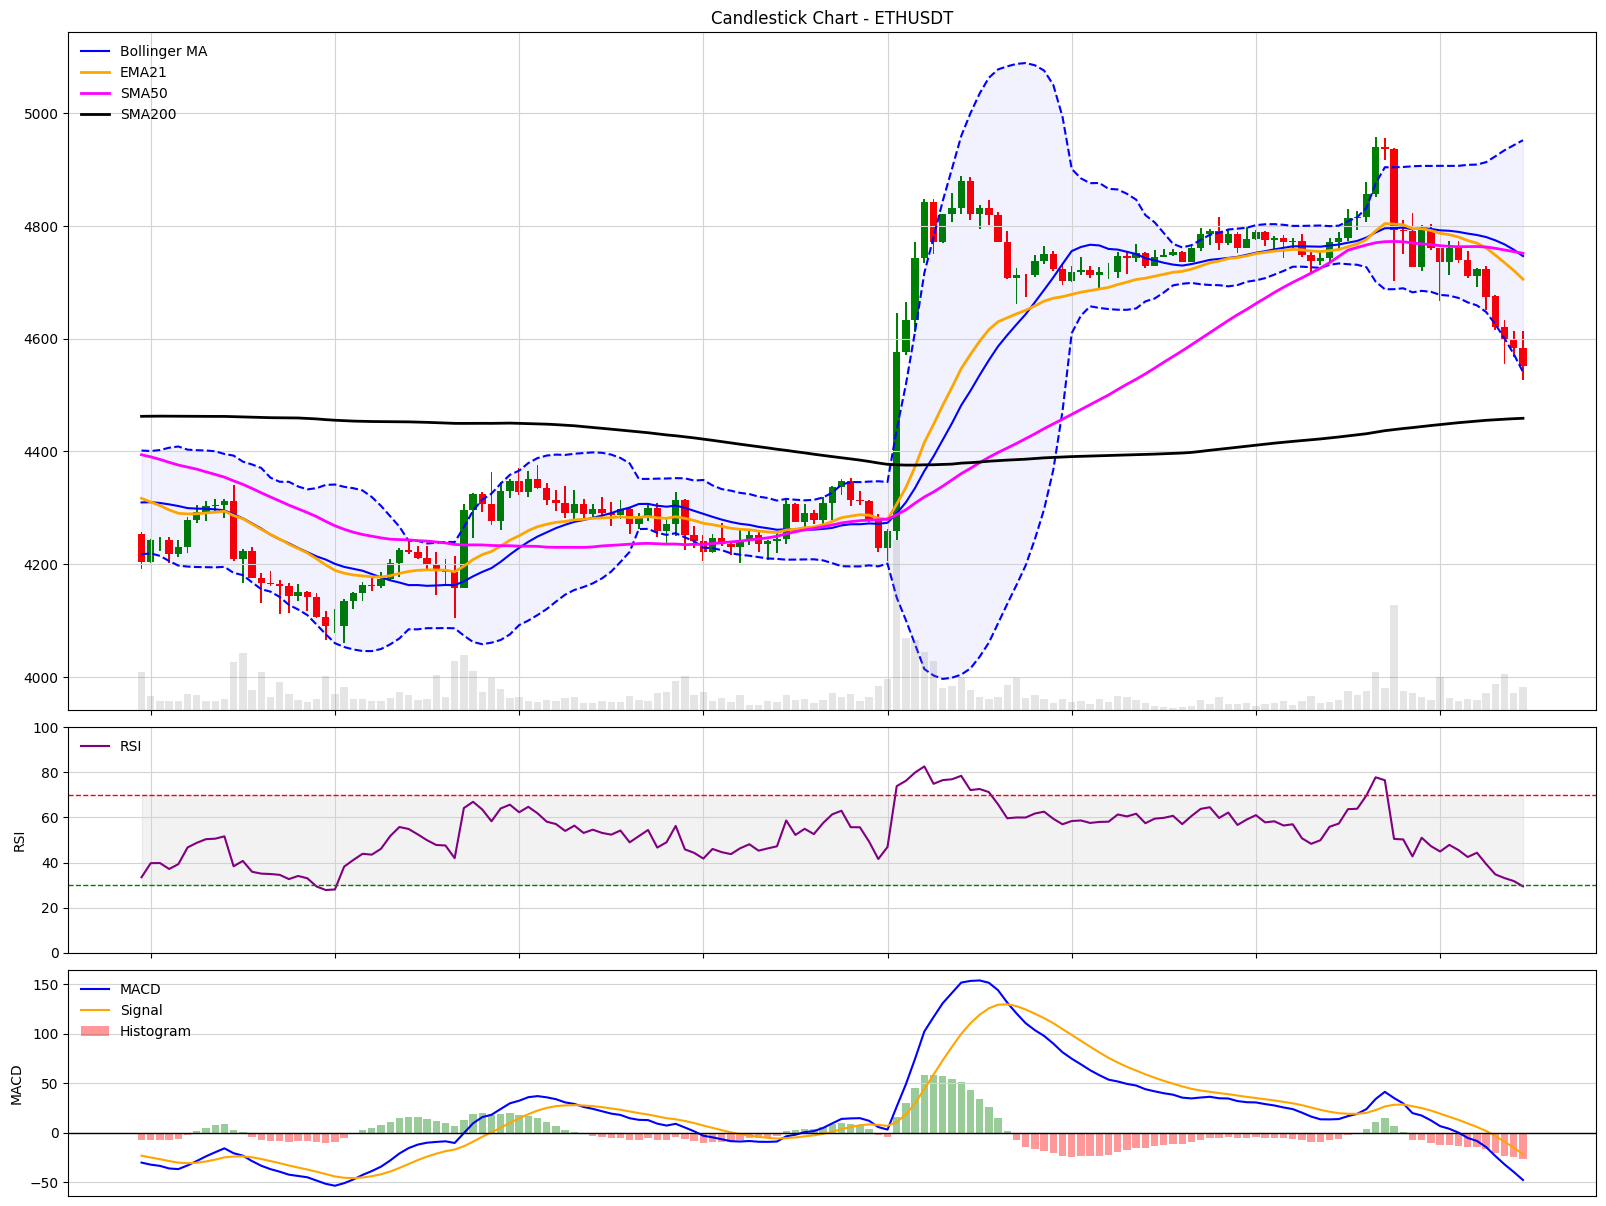 Candlestick Chart - ETHUSDT
Bollinger MA
EMA21
SMA50
SMA200
5000
4800
4600
4400
4200
4000
RSI
100
80
60
40
20
0
RSI
MACD
Signal
Histogram
150
100
50
0
−50
MACD